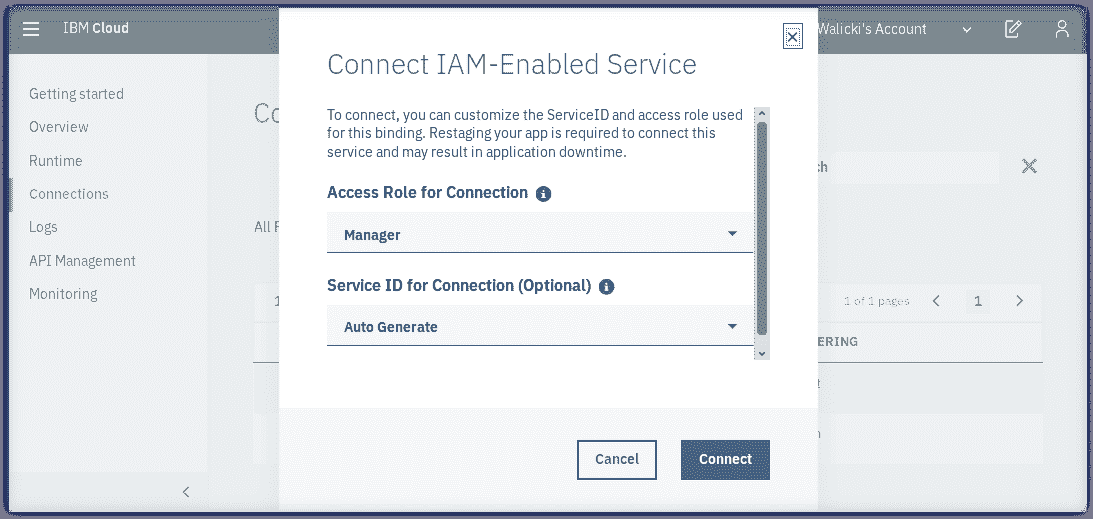 IBM Cloud
Walicki's Account
Getting started
Overview
Runtime
Connections
Logs
API Management
Monitoring
Connect IAM-Enabled Service
To connect, you can customize the ServiceID and access role used
for this binding. Restaging your app is required to connect this
service and may result in application downtime.
Access Role for Connection
Manager
Service ID for Connection (Optional)
Auto Generate
Cancel
Connect
All
1 of 1 pages
1